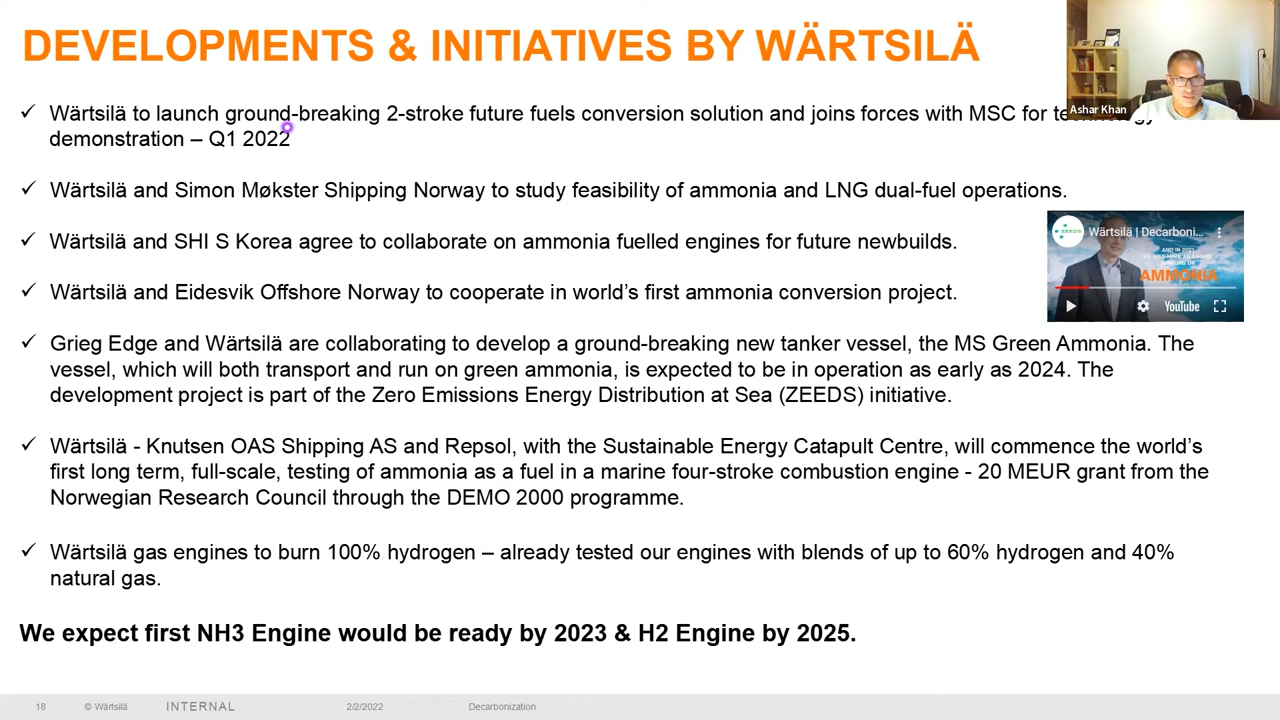 DEVELOPMENTS & INITIATIVES BY WÄRTSILÄ
Ashar Khan
✓ Wärtsilä to launch ground-breaking 2-stroke future fuels conversion solution and joins forces with MSC for technology
demonstration – Q1 2022
✓ Wärtsilä and Simon Møkster Shipping Norway to study feasibility of ammonia and LNG dual-fuel operations.
✓ Wärtsilä and SHI S Korea agree to collaborate on ammonia fuelled engines for future newbuilds.
ZEEDS
Wärtsilä | Decarboni...
AND IN 2021,
AMMONIA
YouTube
✓ Wärtsilä and Eidesvik Offshore Norway to cooperate in world's first ammonia conversion project.
✓ Grieg Edge and Wärtsilä are collaborating to develop a ground-breaking new tanker vessel, the MS Green Ammonia. The
vessel, which will both transport and run on green ammonia, is expected to be in operation as early as 2024. The
development project is part of the Zero Emissions Energy Distribution at Sea (ZEEDS) initiative.
✓ Wärtsilä - Knutsen OAS Shipping AS and Repsol, with the Sustainable Energy Catapult Centre, will commence the world's
first long term, full-scale, testing of ammonia as a fuel in a marine four-stroke combustion engine - 20 MEUR grant from the
Norwegian Research Council through the DEMO 2000 programme.
✓ Wärtsilä gas engines to burn 100% hydrogen – already tested our engines with blends of up to 60% hydrogen and 40%
natural gas.
We expect first NH3 Engine would be ready by 2023 & H2 Engine by 2025.
18 © Wärtsilä INTERNAL 2/2/2022 Decarbonization